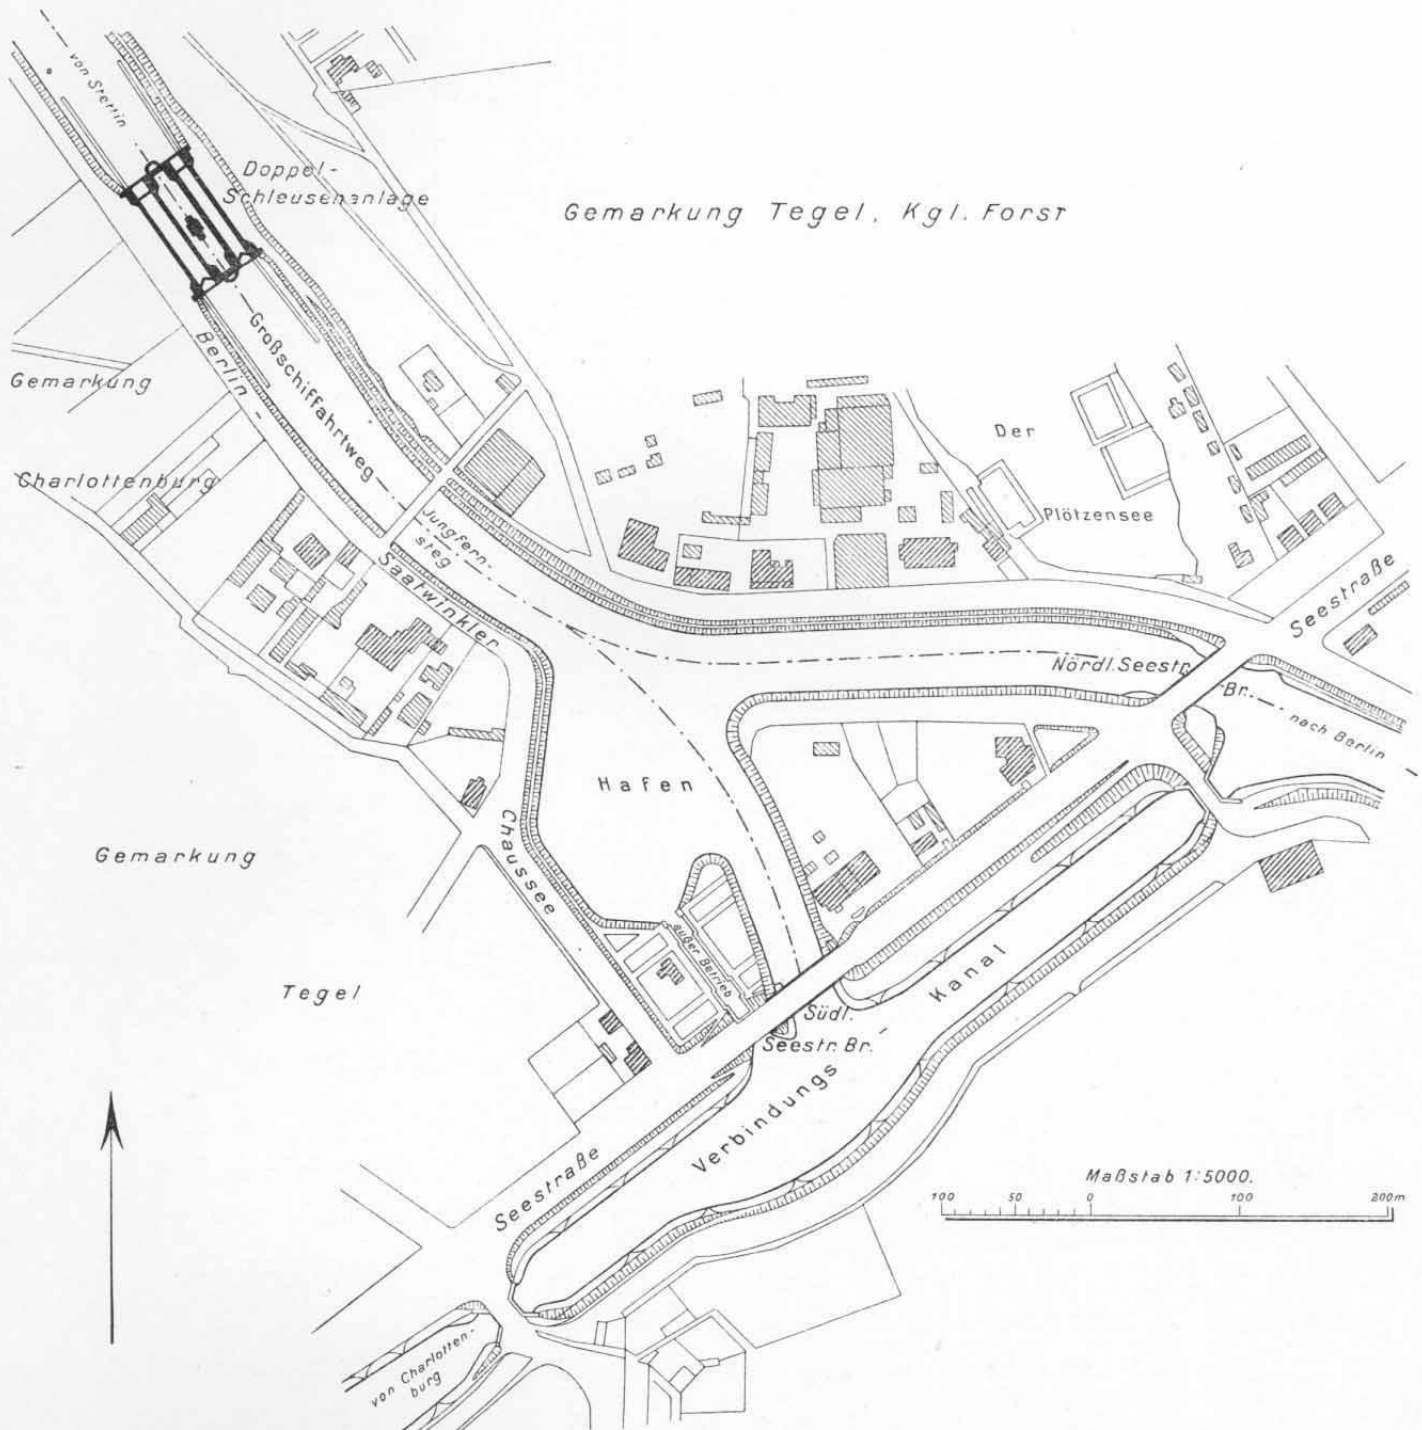 von Stettin
Doppel-
Schleusenanlage
Gemarkung Tegel, Kgl. Forst
Großschiffahrtweg
Berlin -
Gemarkung
Charlottenburg
Jungfern-
-steg
Saatwinkler
Der
Plötzensee
Seestraße
Nördl. Seestr.
-Br.
nach Berlin
Hafen
Chaussee
Gemarkung
Tegel
außer Betrieb
Südl.
Seestr. Br.
Verbindungs -
Kanal
Seestraße
von Charlotten-
burg
Maßstab 1:5000.
100 50 0 100 200m